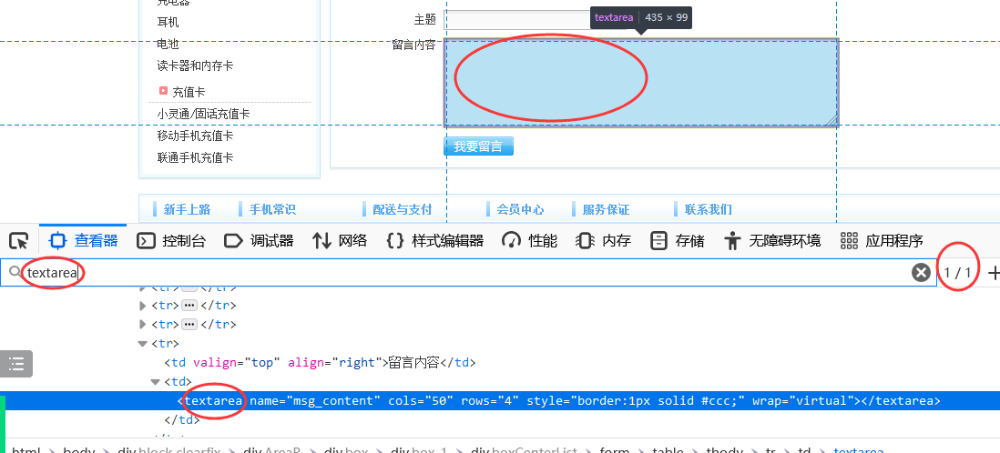 充电器
耳机
电池
读卡器和内存卡
充值卡
小灵通/固话充值卡
移动手机充值卡
联通手机充值卡
主题
textarea 435 × 99
留言内容
我要留言
新手上路 手机常识 配送与支付 会员中心 服务保证 联系我们
查看器 控制台 调试器 网络 {} 样式编辑器 性能 内存 存储 无障碍环境 应用程序
textarea 1 / 1 +
<tr>···</tr>
<tr>···</tr>
<tr>···</tr>
<tr>
<td valign="top" align="right">留言内容</td>
<td>
<textarea name="msg_content" cols="50" rows="4" style="border:1px solid #ccc;" wrap="virtual"></textarea>
</td>
html > body > div.block.clearfix > div.AreaR > div.box > div.box_1 > div.boxCenterList > form > table > tbody > tr > td > textarea